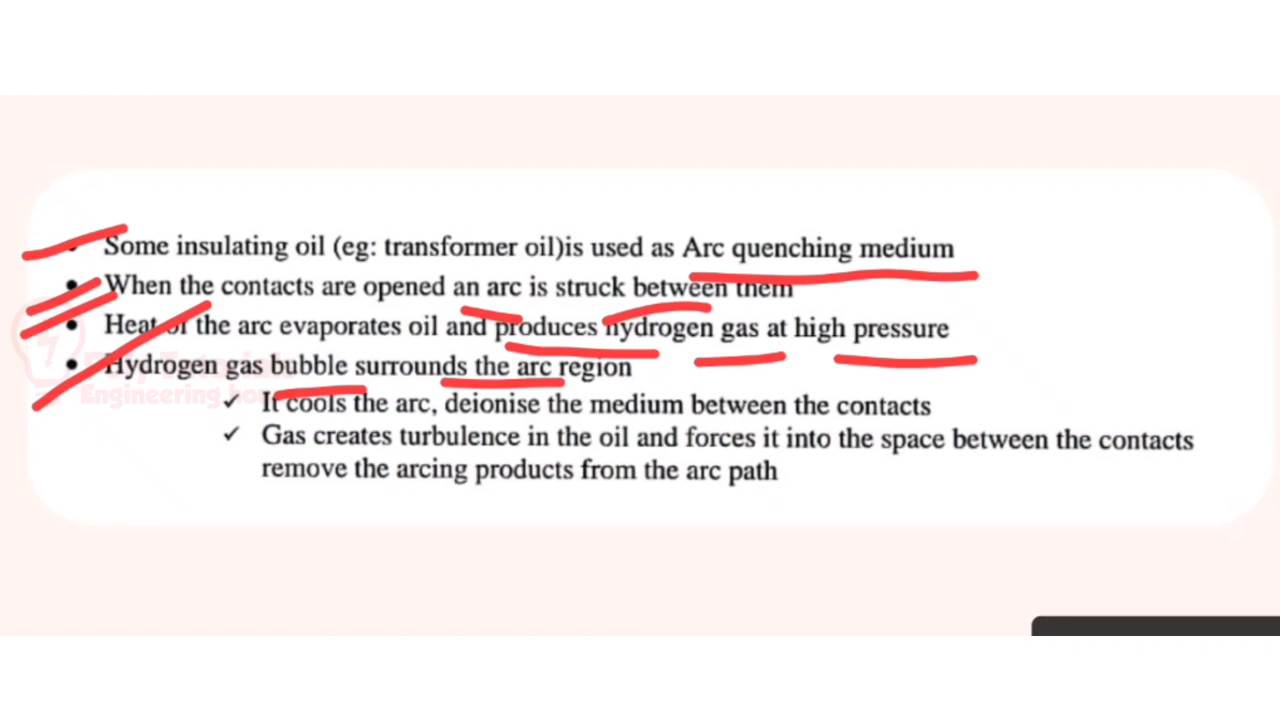 • Some insulating oil (eg: transformer oil)is used as Arc quenching medium
• When the contacts are opened an arc is struck between them
• Heat of the arc evaporates oil and produces hydrogen gas at high pressure
• Hydrogen gas bubble surrounds the arc region
Engineering
✓ It cools the arc, deionise the medium between the contacts
✓ Gas creates turbulence in the oil and forces it into the space between the contacts
remove the arcing products from the arc path